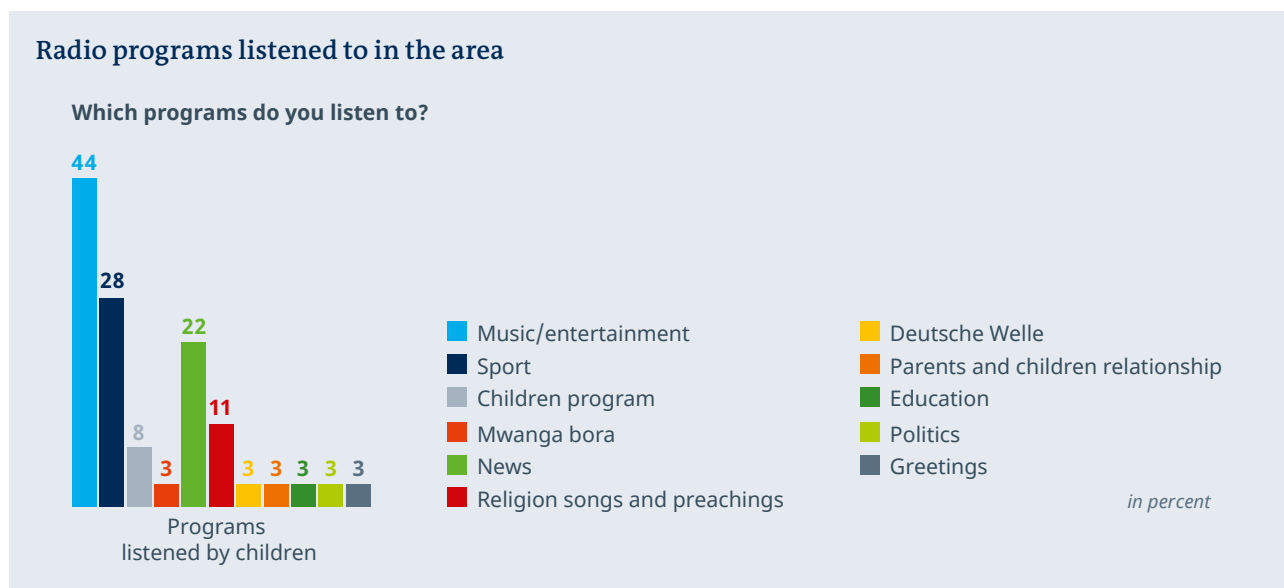 Radio programs listened to in the area
Which programs do you listen to?
44
28
8
3
22
11
3
3
3
3
3
Programs
listened by children
Music/entertainment
Sport
Children program
Mwanga bora
News
Religion songs and preachings
Deutsche Welle
Parents and children relationship
Education
Politics
Greetings
in percent